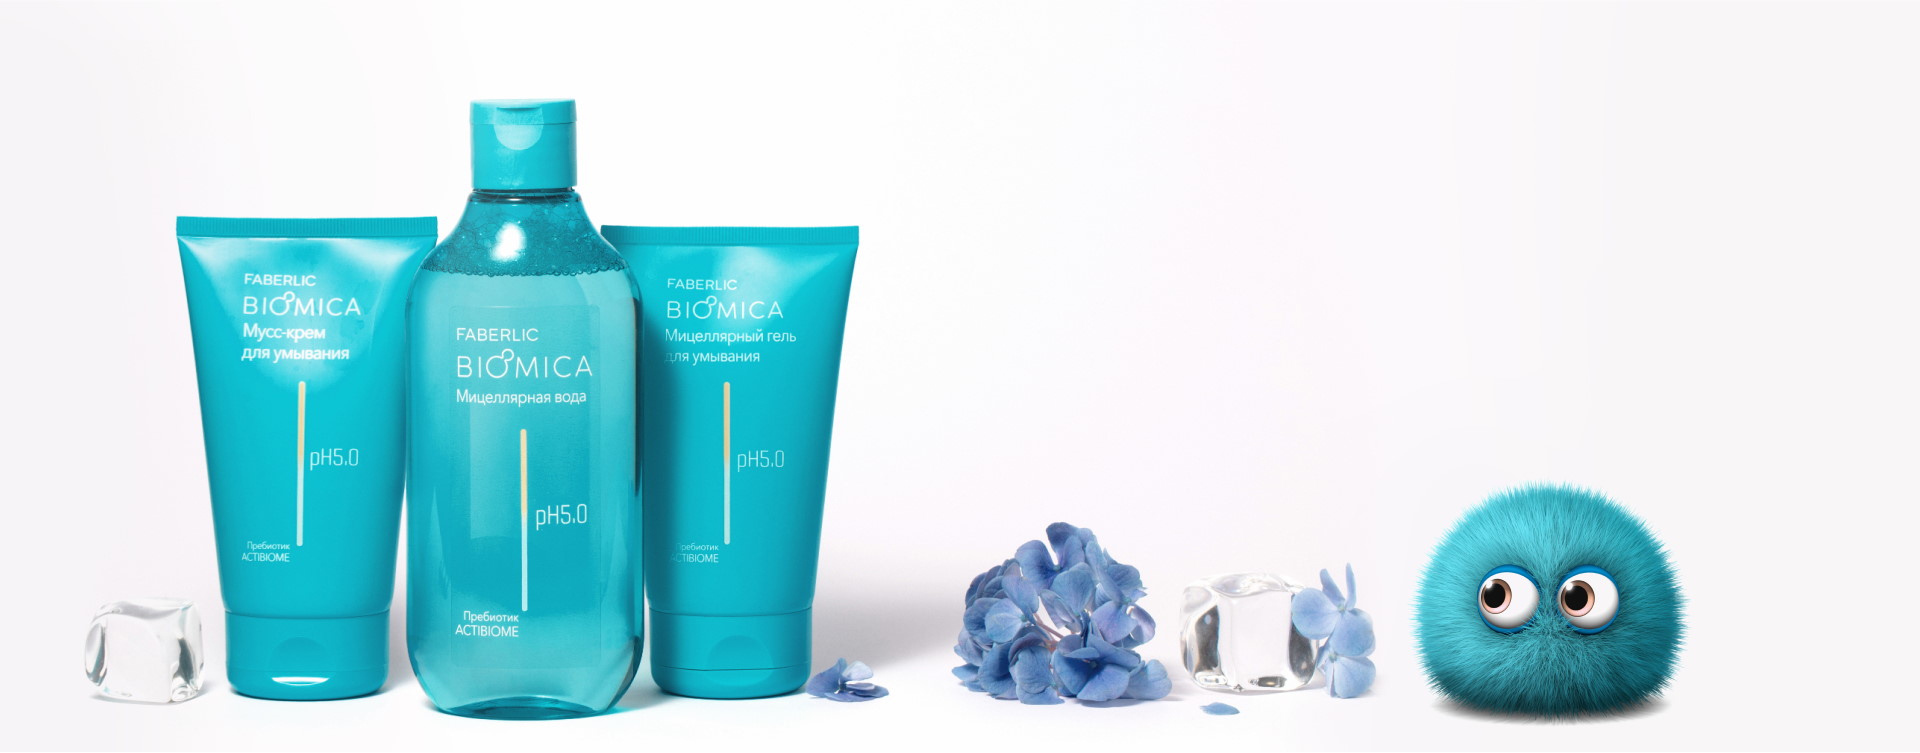 FABERLIC
BIOMICA
Мусс-крем
для умывания
pH5.0
Пребиотик
ACTIBIOME
FABERLIC
BIOMICA
Мицеллярная вода
pH5.0
Пребиотик
ACTIBIOME
FABERLIC
BIOMICA
Мицеллярный гель
для умывания
pH5.0
Пребиотик
ACTIBIOME